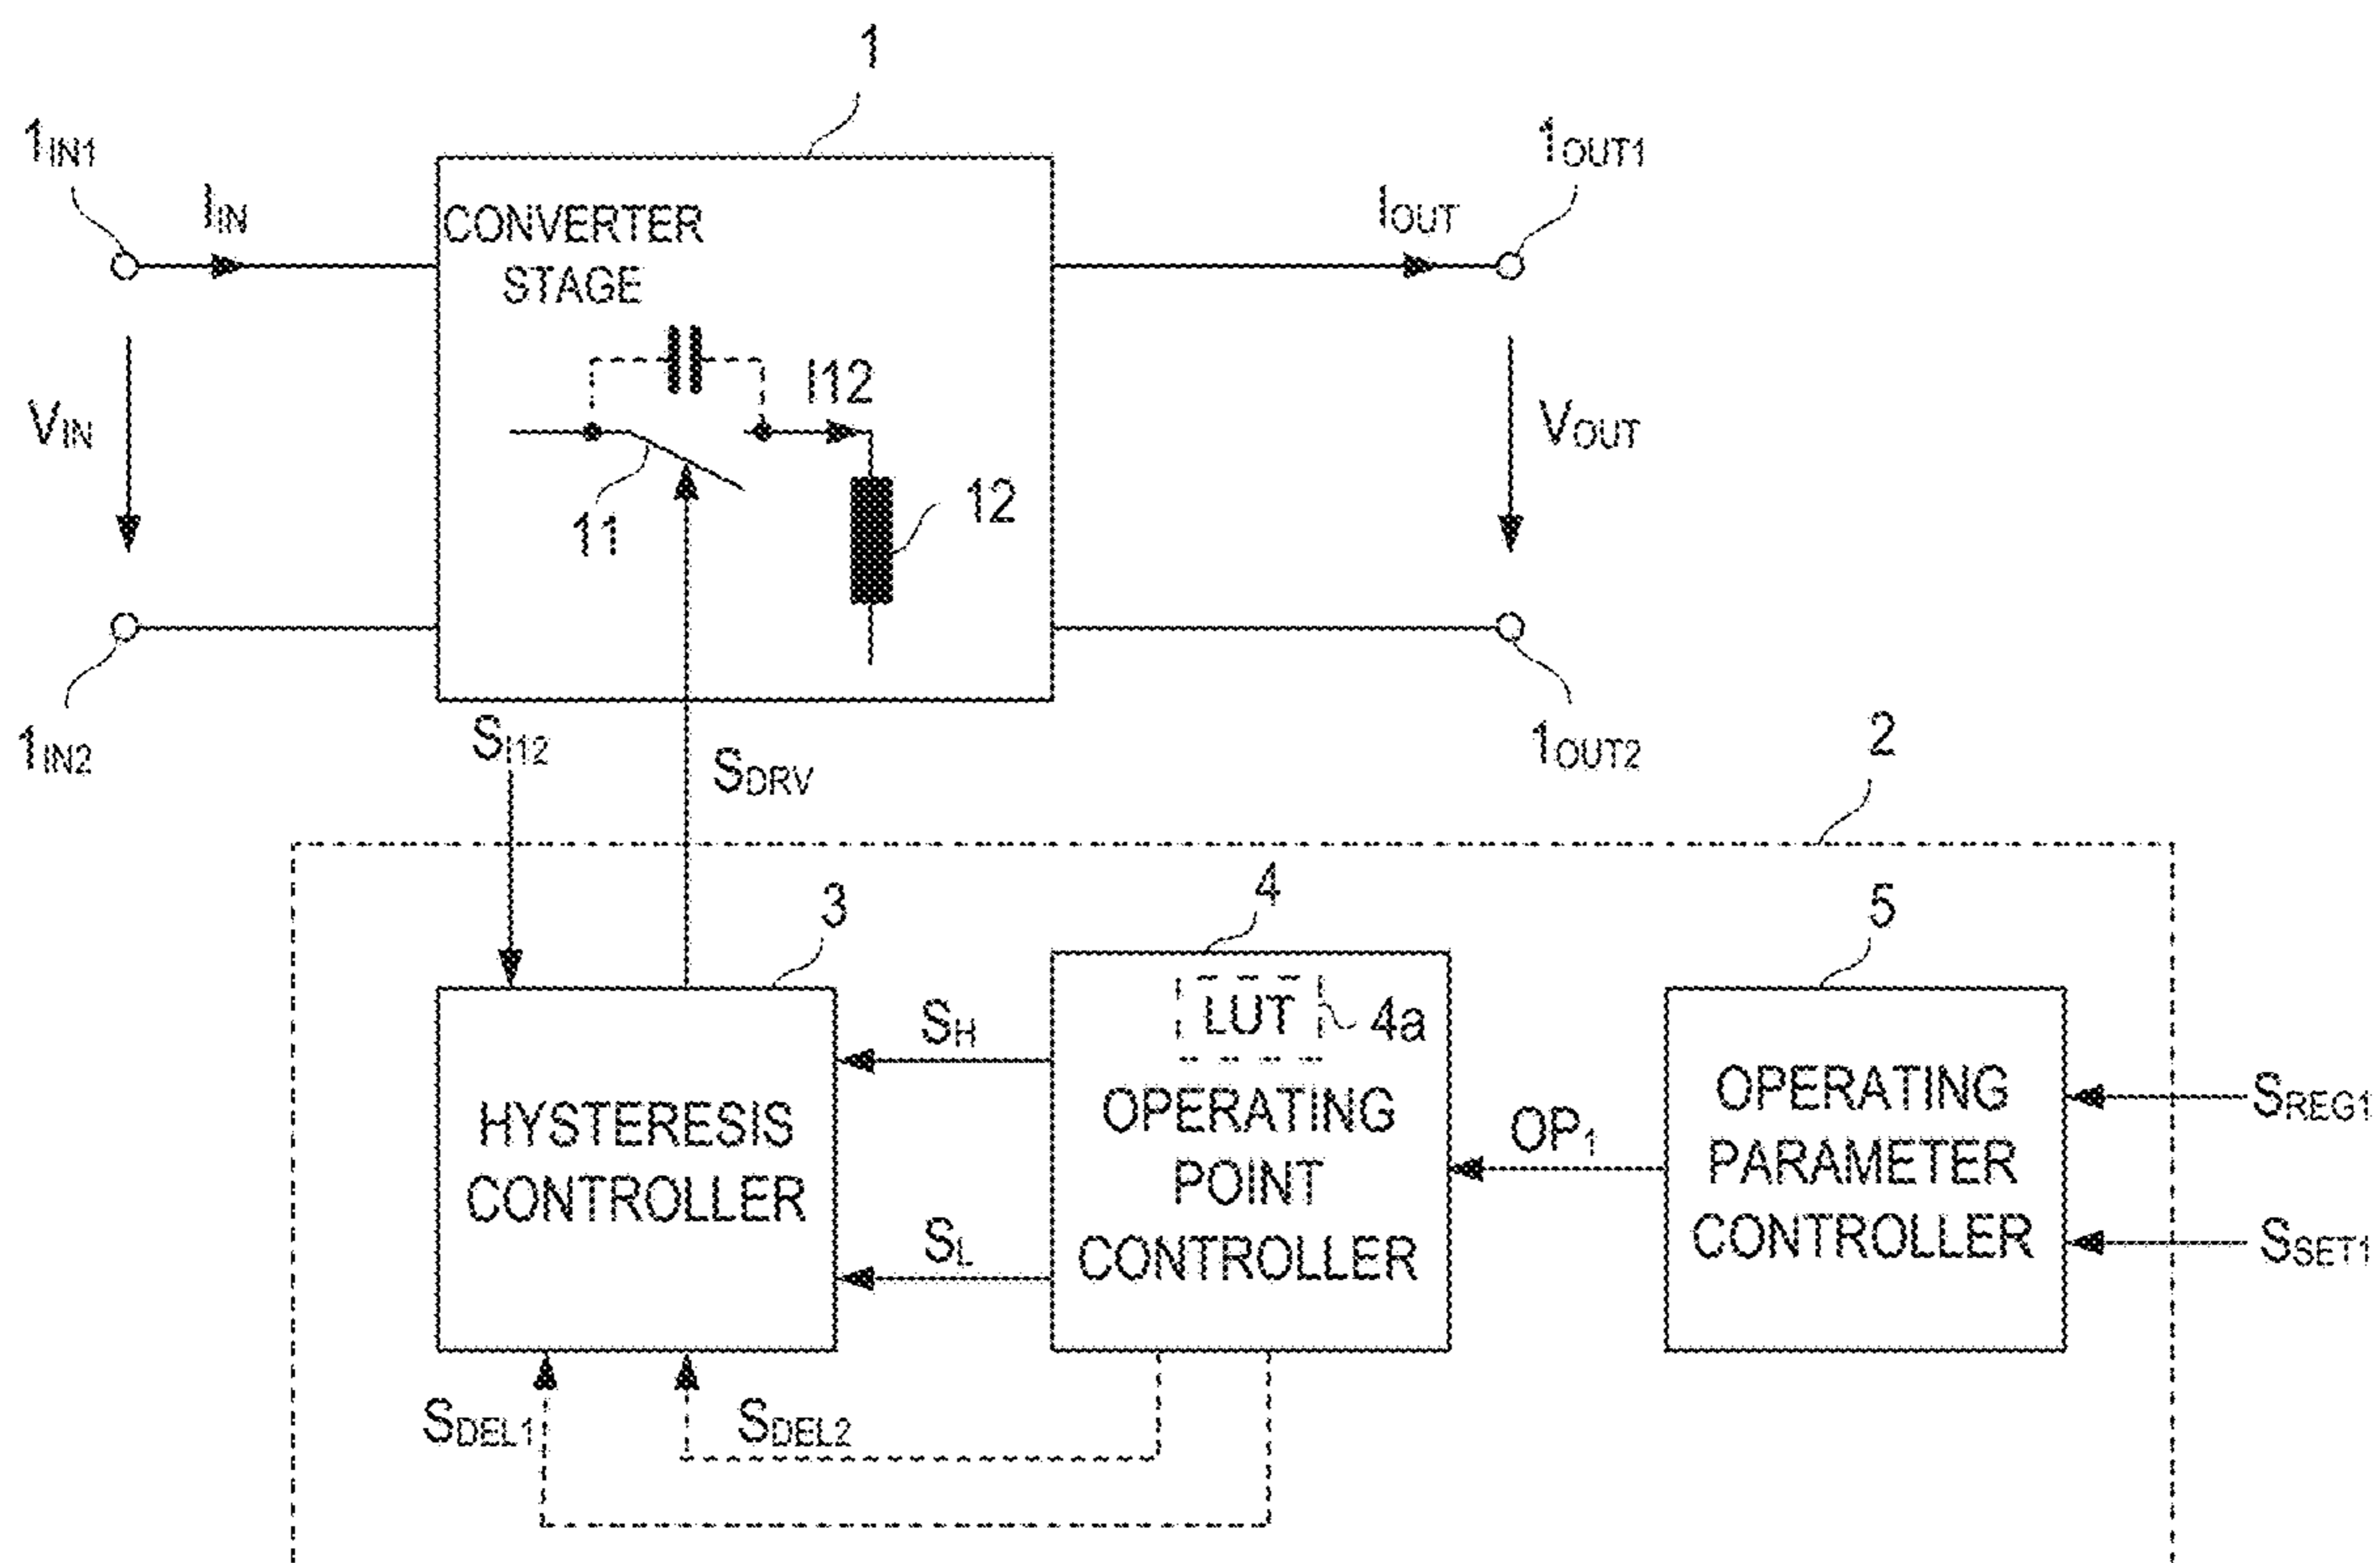 1
1IN1
IIN
CONVERTER
STAGE
IOUT
1OUT1
VIN
I12
11
12
VOUT
1IN2
SI12
SDRV
1OUT2
2
3
4
5
LUT
4a
SH
HYSTERESIS
CONTROLLER
SL
OPERATING
POINT
CONTROLLER
OP1
OPERATING
PARAMETER
CONTROLLER
SREG1
SSET1
SDEL1
SDEL2